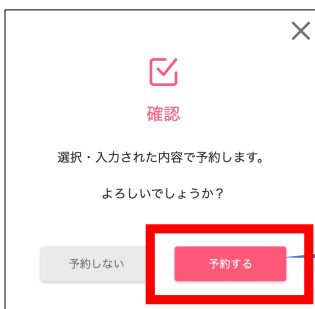 確認
選択・入力された内容で予約します。
よろしいでしょうか？
予約しない
予約する